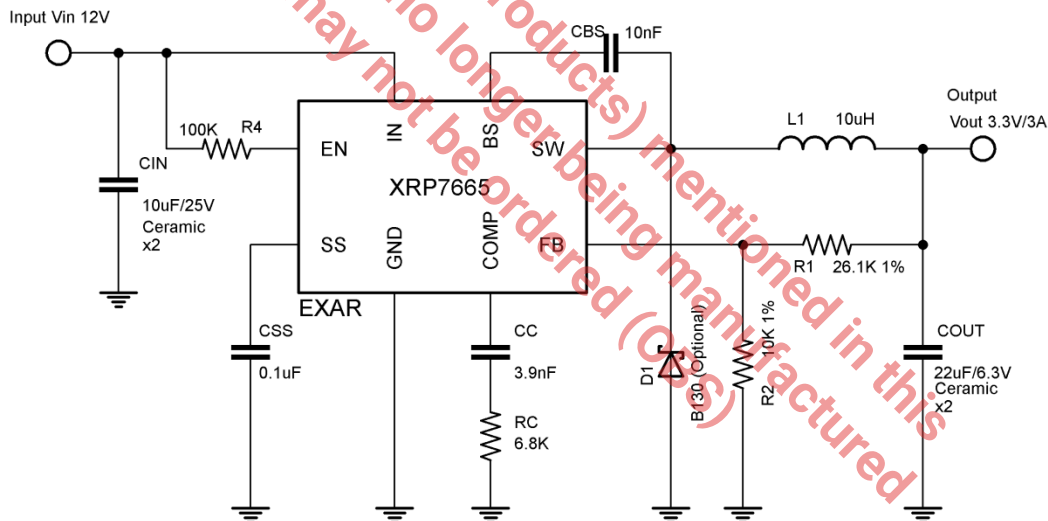 Input Vin 12V
CBS
10nF
Output
Vout 3.3V/3A
L1
10uH
100K
R4
EN
IN
BS
SW
CIN
10uF/25V
Ceramic
x2
XRP7665
SS
GND
COMP
FB
R1
26.1K 1%
EXAR
CSS
0.1uF
CC
3.9nF
RC
6.8K
D1
B130 (Optional)
R2
10K 1%
COUT
22uF/6.3V
Ceramic
x2
roducts) mentioned in this
no longer being manufactured
may not be ordered (OBS)